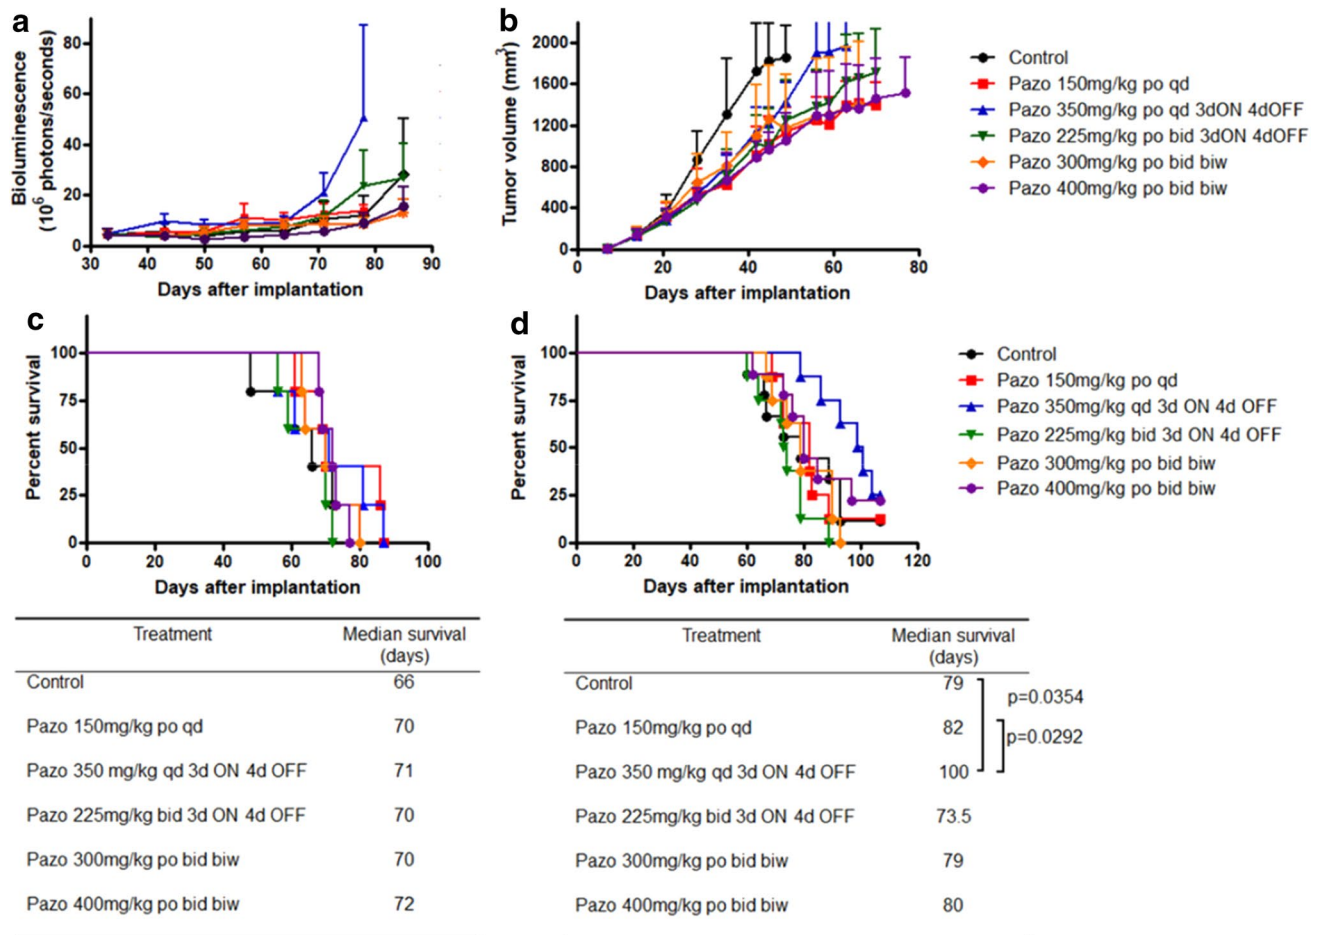 a
Bioluminescence
(10^6 photons/seconds)
80
60
40
20
0
30 40 50 60 70 80 90
Days after implantation
b
Tumor volume (mm^3)
2000
1600
1200
800
400
0
0 20 40 60 80
Days after implantation
Control
Pazo 150mg/kg po qd
Pazo 350mg/kg po qd 3dON 4dOFF
Pazo 225mg/kg po bid 3dON 4dOFF
Pazo 300mg/kg po bid biw
Pazo 400mg/kg po bid biw
c
Percent survival
100
75
50
25
0
0 20 40 60 80 100
Days after implantation
d
Percent survival
100
75
50
25
0
0 20 40 60 80 100 120
Days after implantation
Control
Pazo 150mg/kg po qd
Pazo 350mg/kg qd 3d ON 4d OFF
Pazo 225mg/kg bid 3d ON 4d OFF
Pazo 300mg/kg po bid biw
Pazo 400mg/kg po bid biw
Treatment Median survival
(days)
Control 66
Pazo 150mg/kg po qd 70
Pazo 350 mg/kg qd 3d ON 4d OFF 71
Pazo 225mg/kg bid 3d ON 4d OFF 70
Pazo 300mg/kg po bid biw 70
Pazo 400mg/kg po bid biw 72
Treatment Median survival
(days)
Control 79
p=0.0354
Pazo 150mg/kg po qd 82
p=0.0292
Pazo 350 mg/kg qd 3d ON 4d OFF 100
Pazo 225mg/kg bid 3d ON 4d OFF 73.5
Pazo 300mg/kg po bid biw 79
Pazo 400mg/kg po bid biw 80